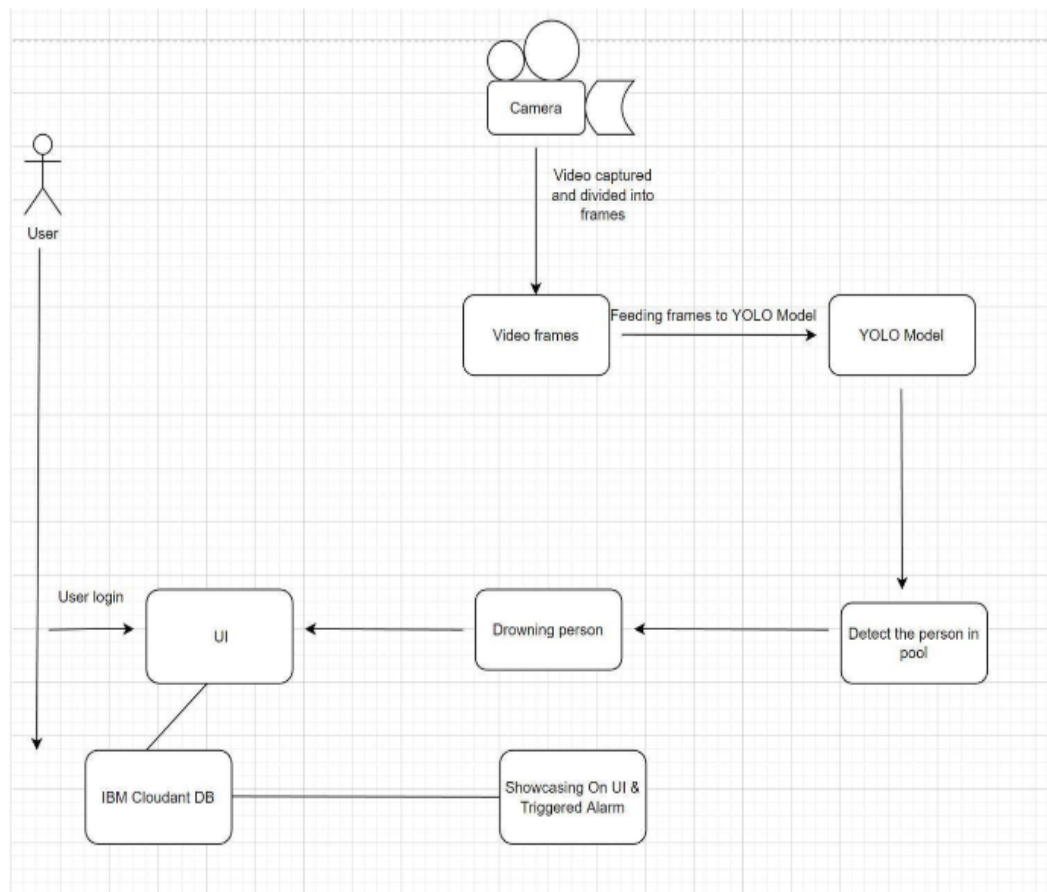 Camera
Video captured
and divided into
frames
User
Video frames
Feeding frames to YOLO Model
YOLO Model
User login
UI
Drowning person
Detect the person in
pool
IBM Cloudant DB
Showcasing On UI &
Triggered Alarm